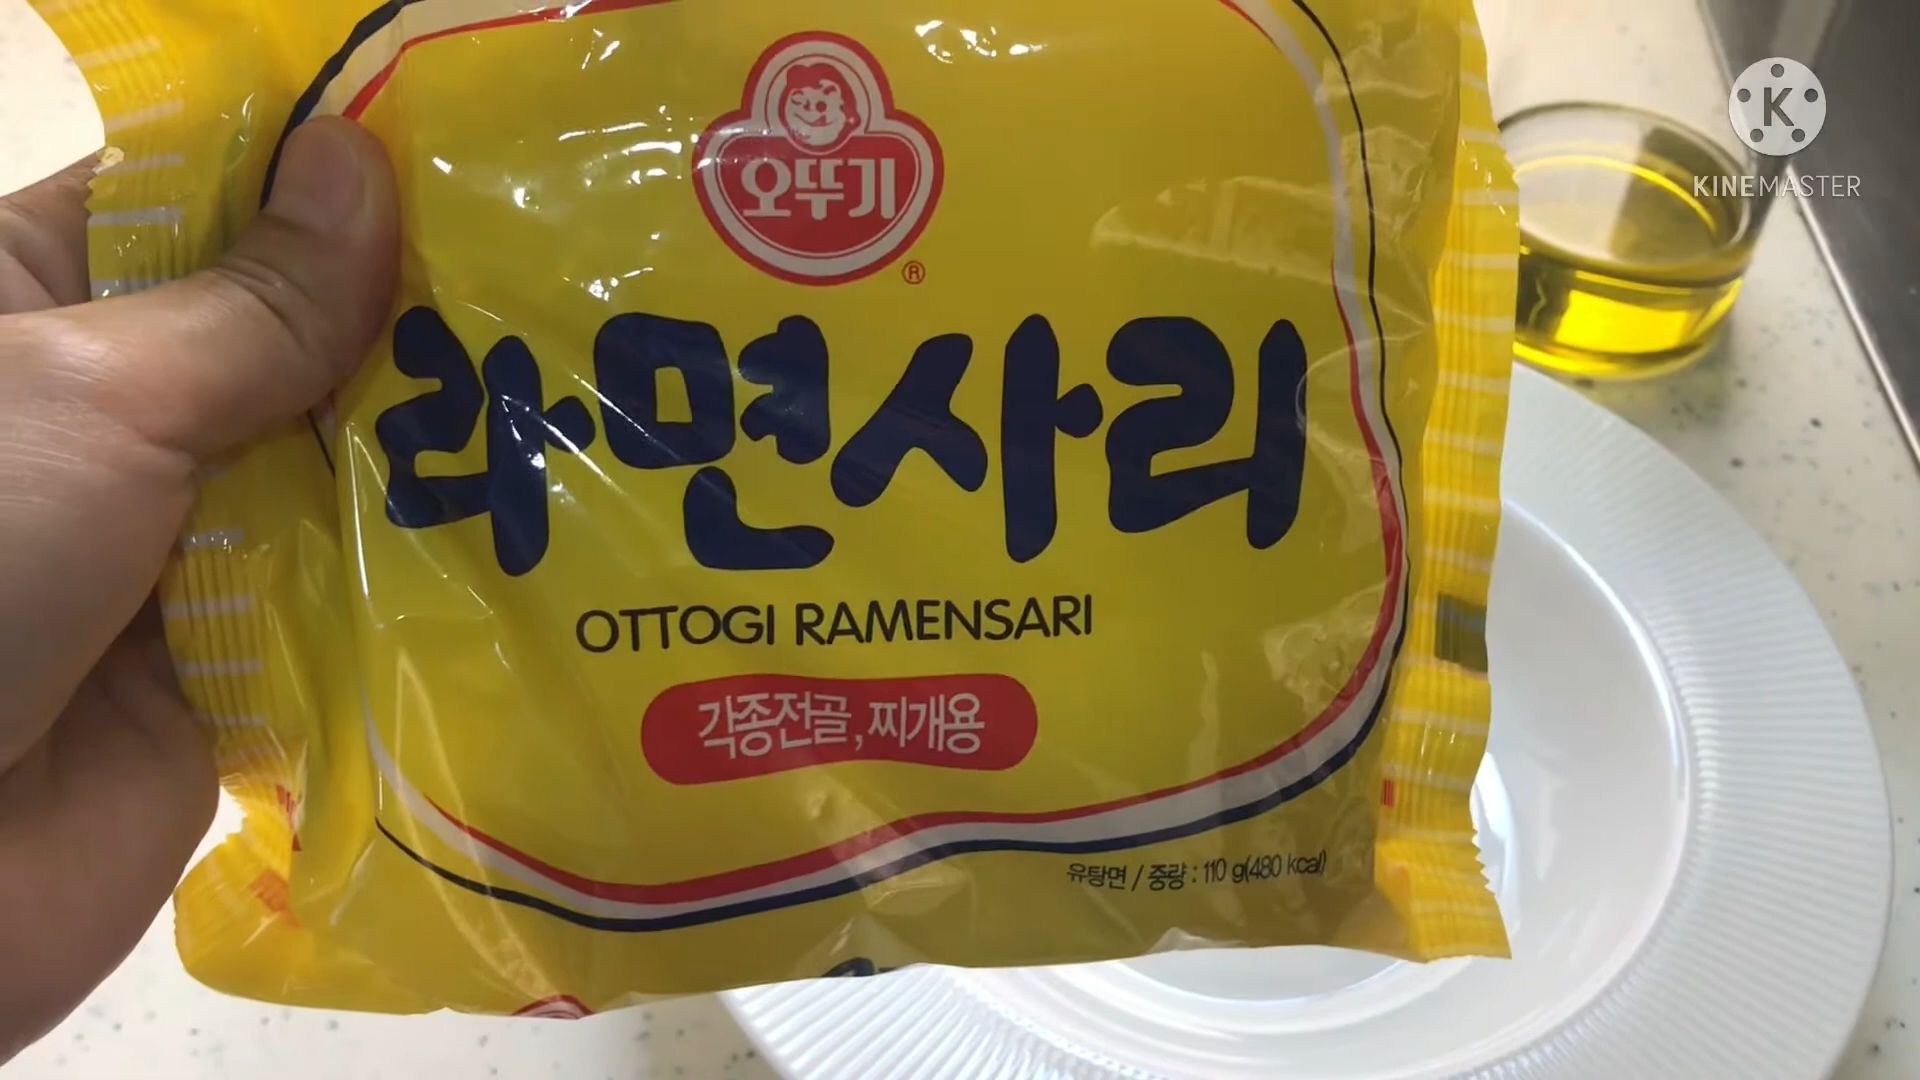 오뚜기
®
라면사리
OTTOGI RAMENSARI
각종전골,찌개용
유탕면 / 중량 : 110 g(480 kcal)
K
KINEMASTER